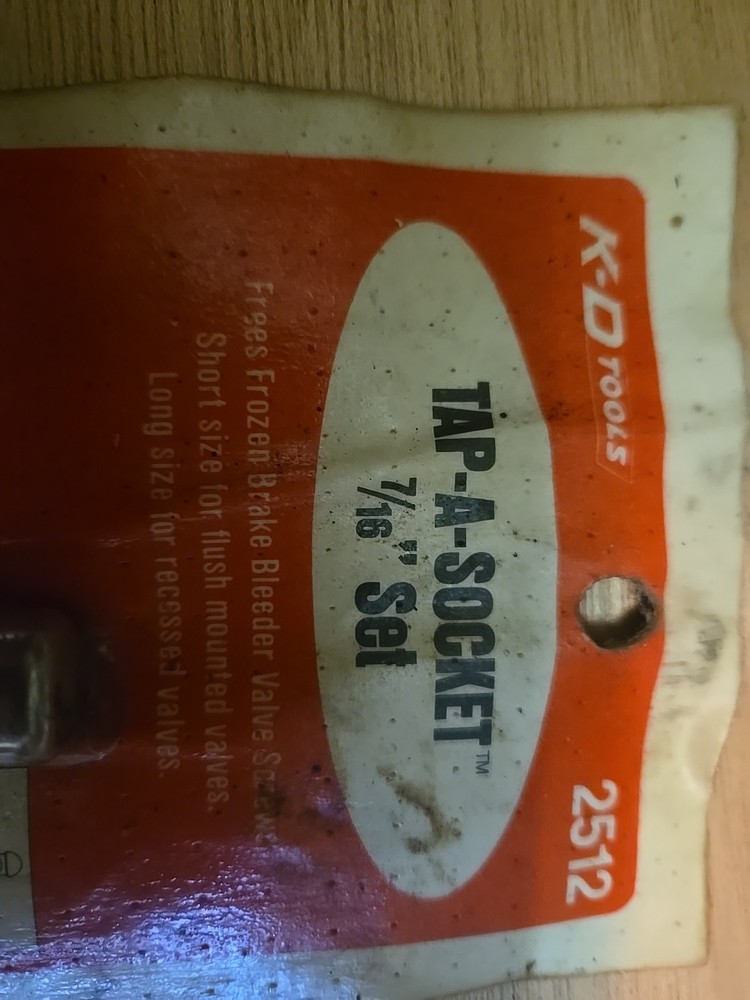 K-D TOOLS 2512
TAP-A-SOCKET™
7/16" Set
Frees Frozen Brake Bleeder Valve Screws
Short size for flush mounted valves.
Long size for recessed valves.